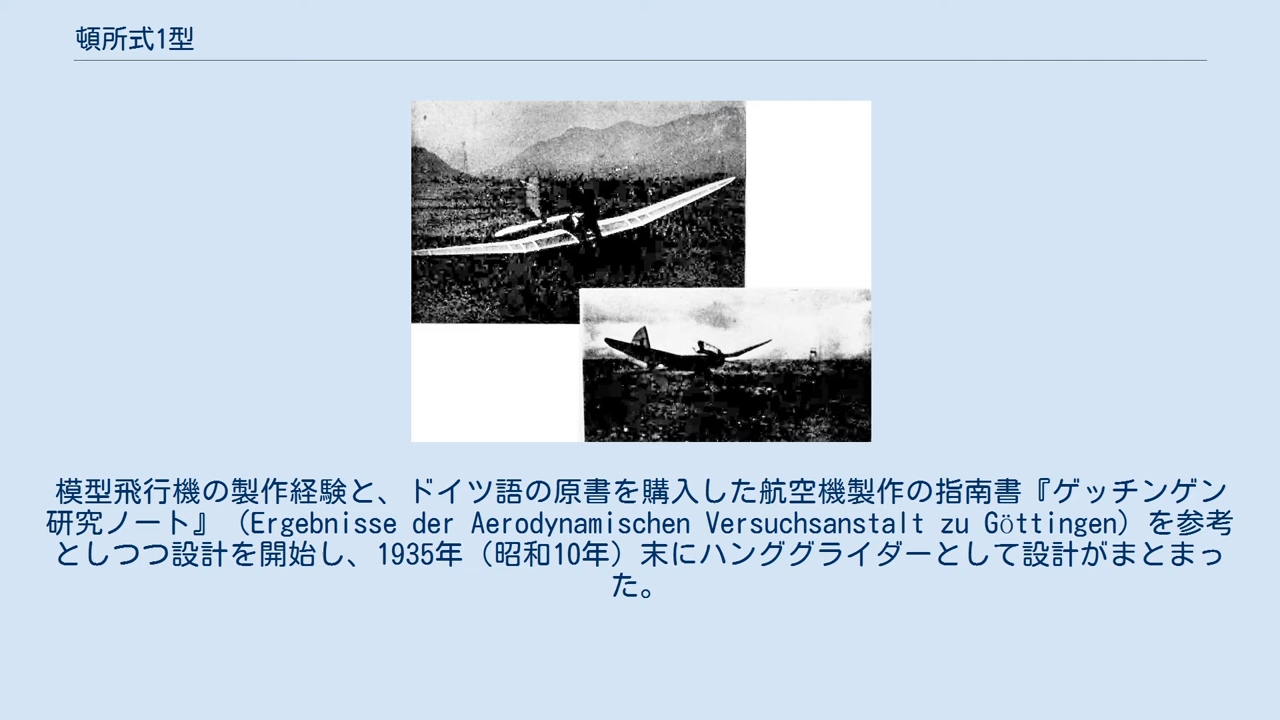 頓所式1型
模型飛行機の製作経験と、ドイツ語の原書を購入した航空機製作の指南書『ゲッチンゲン
研究ノート』（Ergebnisse der Aerodynamischen Versuchsanstalt zu Göttingen）を参考
としつつ設計を開始し、1935年（昭和10年）末にハンググライダーとして設計がまとまっ
た。